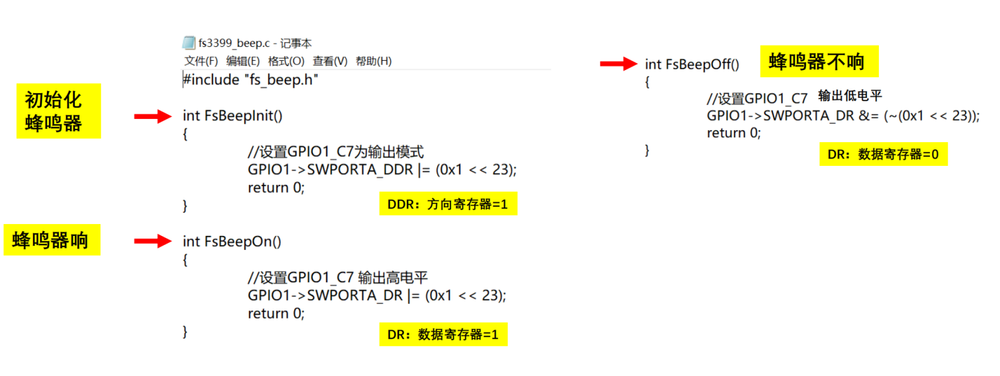 fs3399_beep.c - 记事本
文件(F) 编辑(E) 格式(O) 查看(V) 帮助(H)
#include "fs_beep.h"
初始化
蜂鸣器
int FsBeepInit()
{
//设置GPIO1_C7为输出模式
GPIO1->SWPORTA_DDR |= (0x1 << 23);
return 0;
}
DDR：方向寄存器=1
蜂鸣器响
int FsBeepOn()
{
//设置GPIO1_C7 输出高电平
GPIO1->SWPORTA_DR |= (0x1 << 23);
return 0;
}
DR：数据寄存器=1
int FsBeepOff()
蜂鸣器不响
{
//设置GPIO1_C7 输出低电平
GPIO1->SWPORTA_DR &= (~(0x1 << 23));
return 0;
}
DR：数据寄存器=0